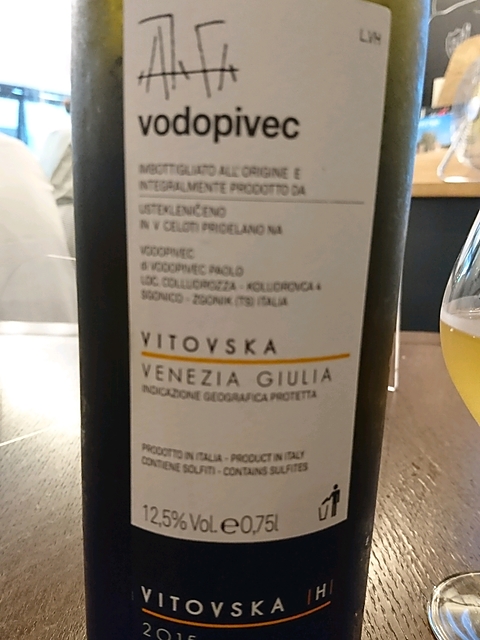 L.VH
vodopivec
IMBOTTIGLIATO ALL'ORIGINE E
INTEGRALMENTE PRODOTTO DA
USTEKLENIČENO
IN V CELOTI PRIDELANO NA
VODOPIVEC
di VODOPIVEC PAOLO
LOC. COLLUDROZZA - KOLUDROVCA 4
SGONICO - ZGONIK (TS) ITALIA
VITOVSKA
VENEZIA GIULIA
INDICAZIONE GEOGRAFICA PROTETTA
PRODOTTO IN ITALIA - PRODUCT IN ITALY
CONTIENE SOLFITI - CONTAINS SULFITES
12,5% Vol. e 0,75l
VITOVSKA |H|
2015